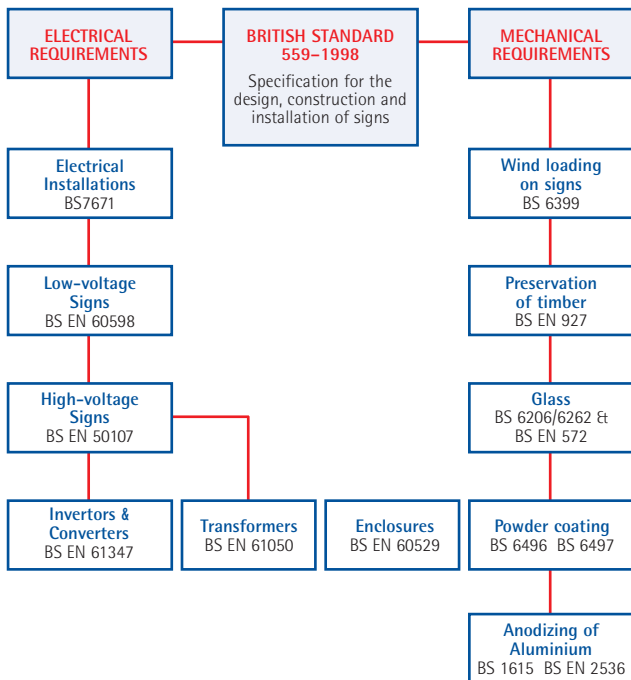 ELECTRICAL
REQUIREMENTS
BRITISH STANDARD
559–1998
Specification for the
design, construction and
installation of signs
MECHANICAL
REQUIREMENTS
Electrical
Installations
BS7671
Wind loading
on signs
BS 6399
Low-voltage
Signs
BS EN 60598
Preservation
of timber
BS EN 927
High-voltage
Signs
BS EN 50107
Glass
BS 6206/6262 &
BS EN 572
Invertors &
Converters
BS EN 61347
Transformers
BS EN 61050
Enclosures
BS EN 60529
Powder coating
BS 6496 BS 6497
Anodizing of
Aluminium
BS 1615 BS EN 2536